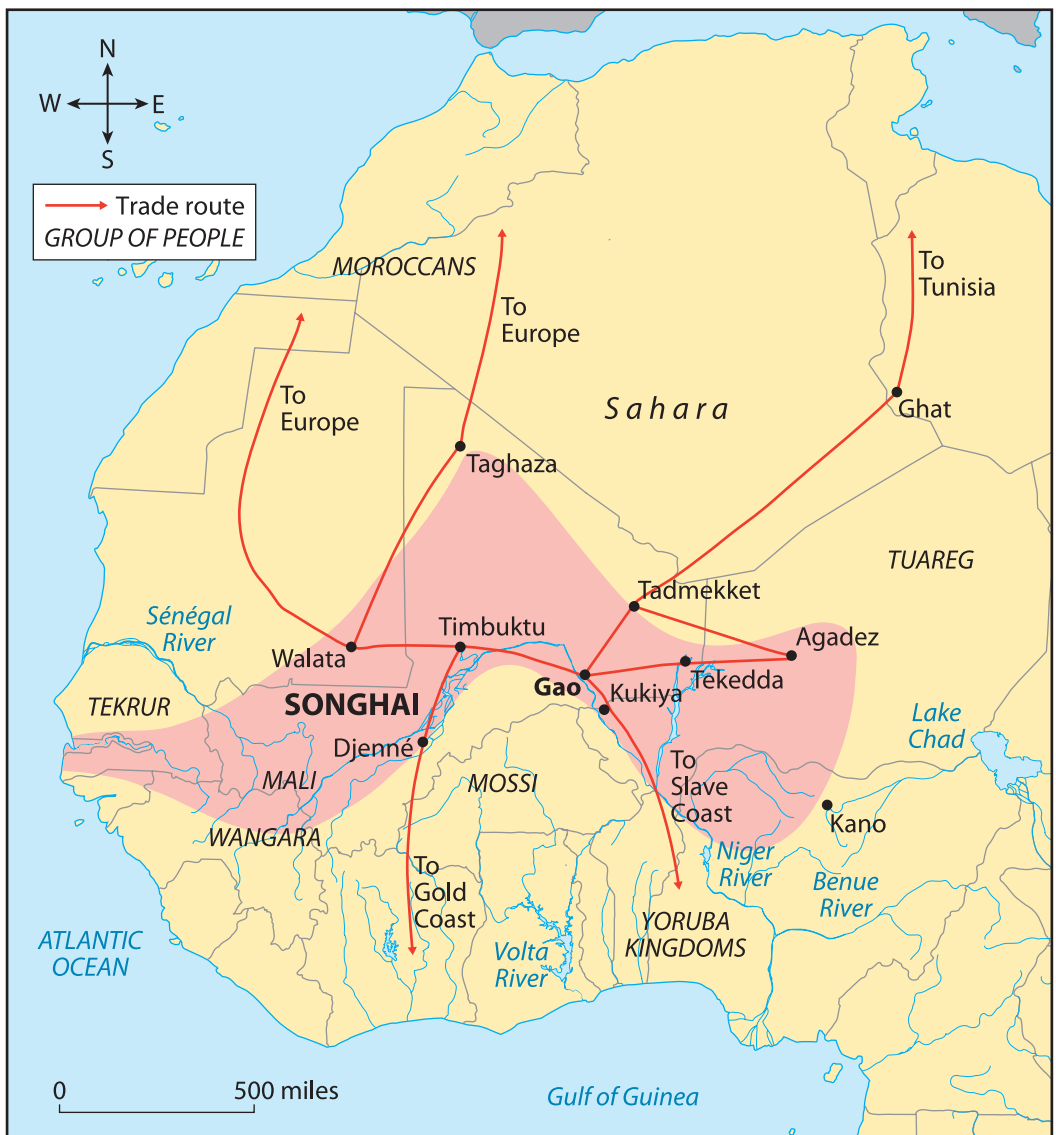 N
W
E
S
Trade route
GROUP OF PEOPLE
MOROCCANS
To
Europe
To
Tunisia
To
Europe
Sahara
Ghat
Taghaza
TUAREG
Tadmekket
Sénégal
River
Timbuktu
Agadez
Walata
Gao
Tekedda
Kukiya
TEKRUR
SONGHAI
Lake
Chad
Djenné
MALI
MOSSI
To
Slave
Coast
WANGARA
Kano
Niger
River
To
Gold
Coast
Benue
River
ATLANTIC
OCEAN
Volta
River
YORUBA
KINGDOMS
0
500 miles
Gulf of Guinea